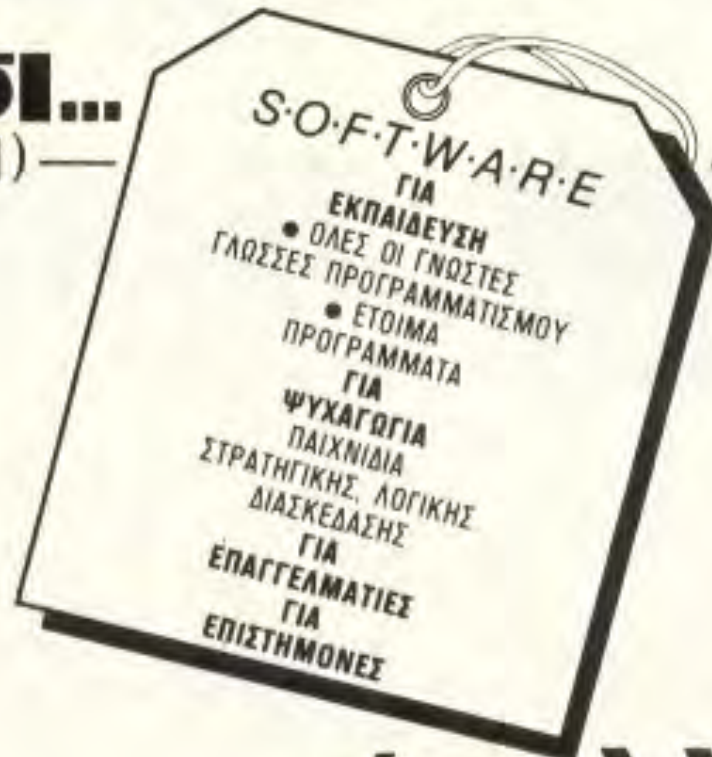 S·O·F·T·W·A·R·E
ΓΙΑ
ΕΚΠΑΙΔΕΥΣΗ
● ΟΛΕΣ ΟΙ ΓΝΩΣΤΕΣ
ΓΛΩΣΣΕΣ ΠΡΟΓΡΑΜΜΑΤΙΣΜΟΥ
● ΕΤΟΙΜΑ
ΠΡΟΓΡΑΜΜΑΤΑ
ΓΙΑ
ΨΥΧΑΓΩΓΙΑ
ΠΑΙΧΝΙΔΙΑ
ΣΤΡΑΤΗΓΙΚΗΣ, ΛΟΓΙΚΗΣ
ΔΙΑΣΚΕΔΑΣΗΣ
ΓΙΑ
ΕΠΑΓΓΕΛΜΑΤΙΕΣ
ΓΙΑ
ΕΠΙΣΤΗΜΟΝΕΣ